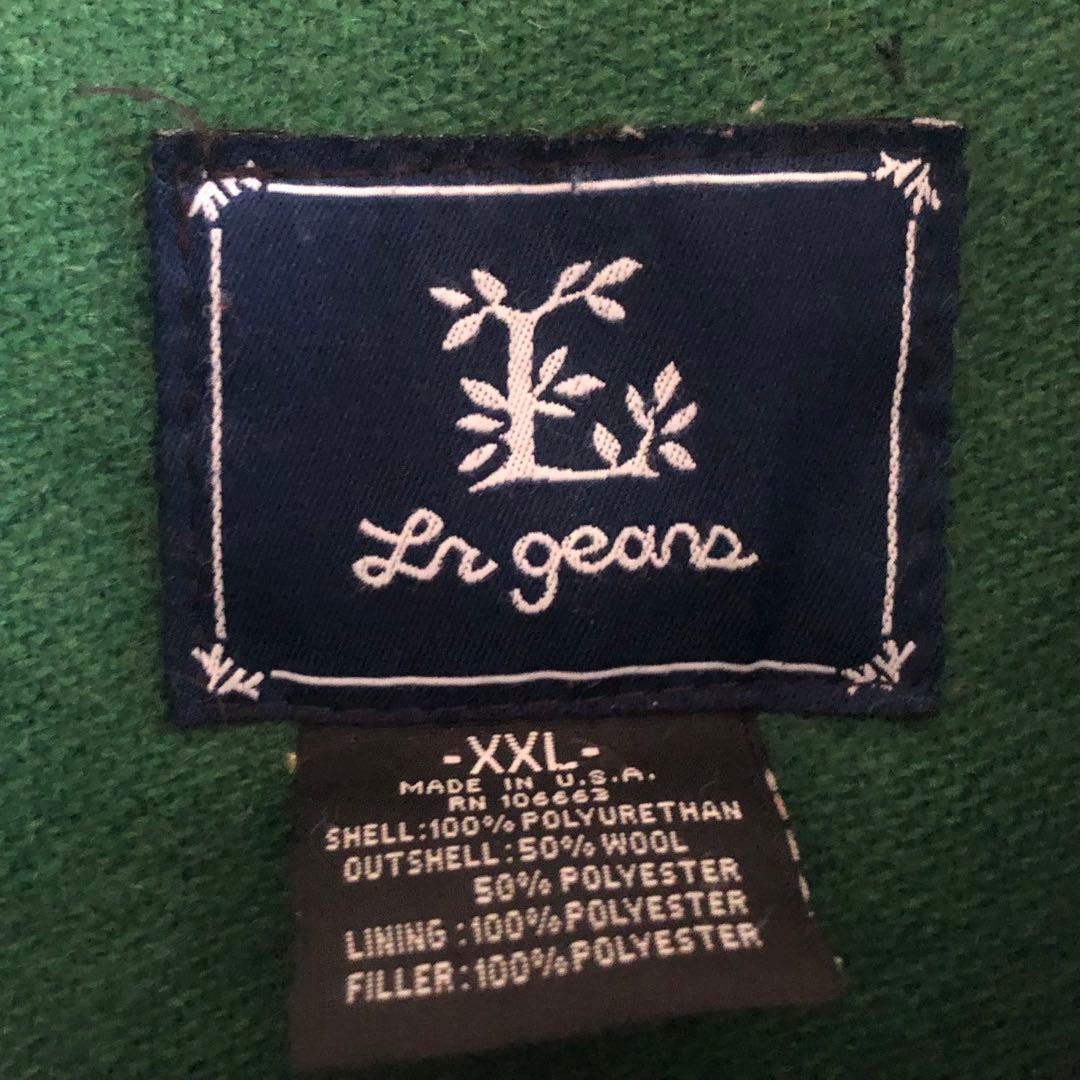 E
Lr geans
-XXL-
MADE IN U.S.A.
RN 106663
SHELL:100% POLYURETHAN
OUTSHELL:50% WOOL
50% POLYESTER
LINING :100% POLYESTER
FILLER:100% POLYESTER